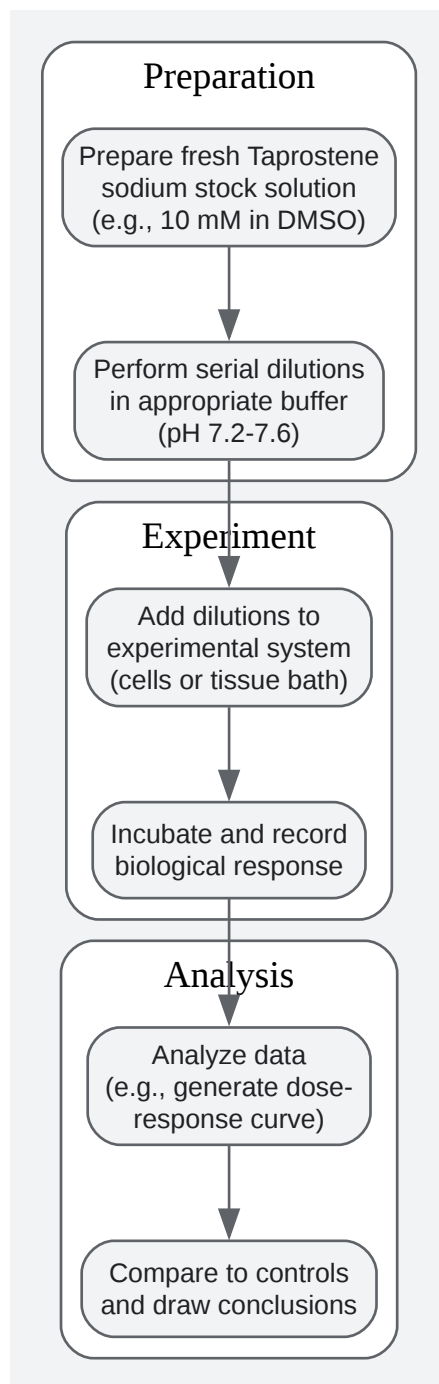 Preparation
Prepare fresh Taprostene
sodium stock solution
(e.g., 10 mM in DMSO)
Perform serial dilutions
in appropriate buffer
(pH 7.2-7.6)
Experiment
Add dilutions to
experimental system
(cells or tissue bath)
Incubate and record
biological response
Analysis
Analyze data
(e.g., generate dose-
response curve)
Compare to controls
and draw conclusions